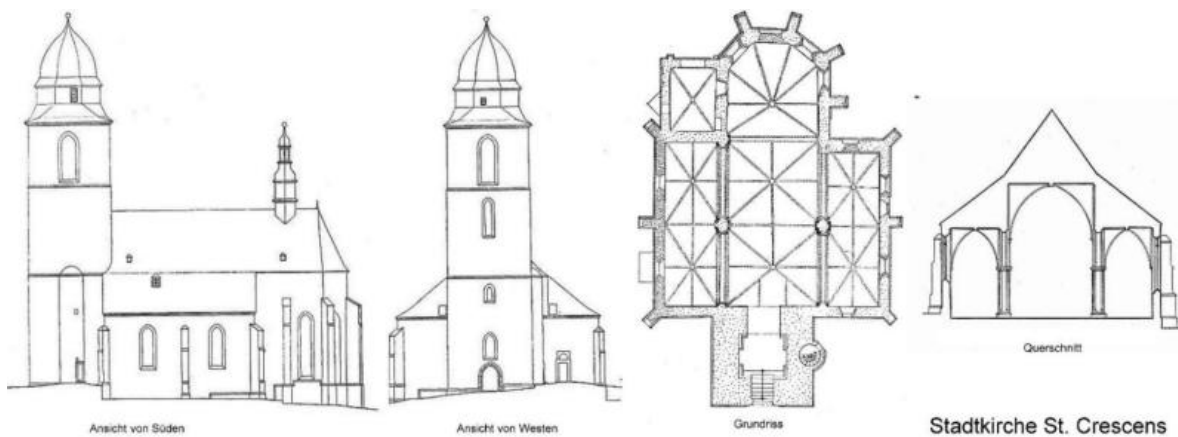 Ansicht von Süden
Ansicht von Westen
Grundriss
Querschnitt
Stadtkirche St. Crescens